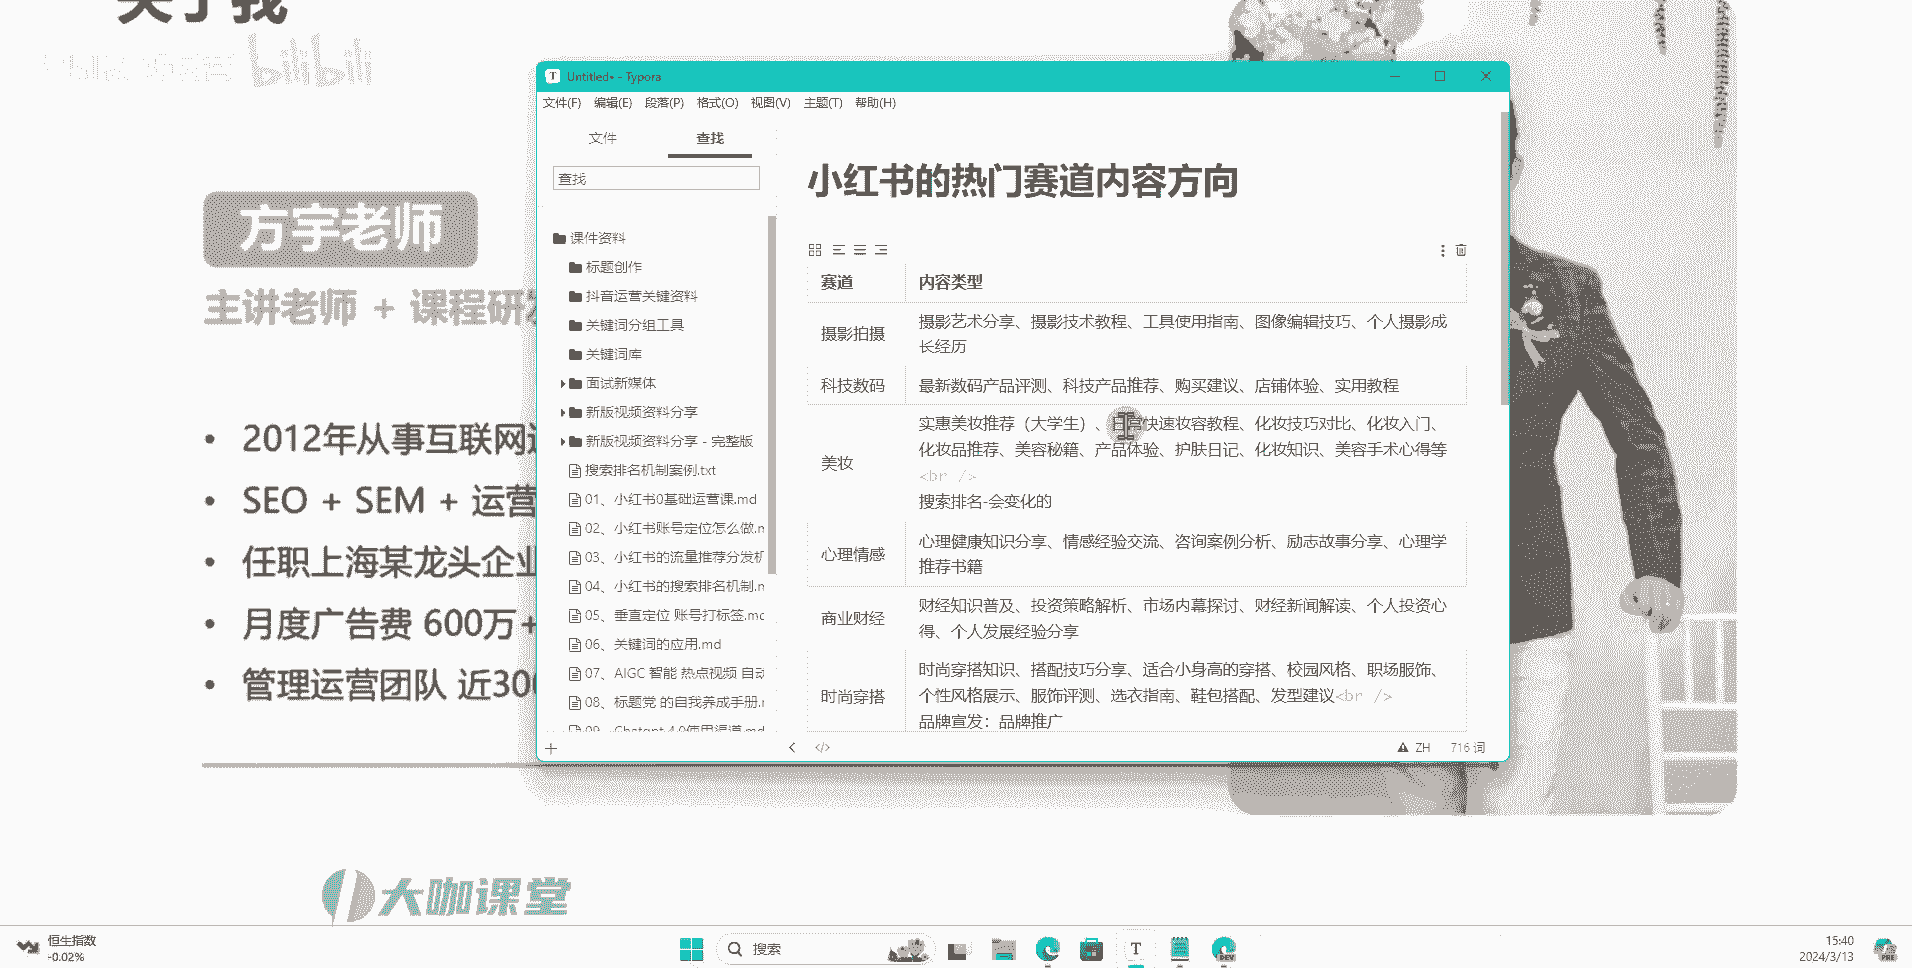 关于我
bilibili
方宇老师
主讲老师 + 课程研发
2012年从事互联网
SEO + SEM + 运营
任职上海某龙头企业
月度广告费 600万+
管理运营团队 近300
大咖课堂
Untitled• - Typora
文件(F) 编辑(E) 段落(P) 格式(O) 视图(V) 主题(T) 帮助(H)
文件 查找
查找
课件资料
标题创作
抖音运营关键资料
关键词分组工具
关键词库
面试新媒体
新版视频资料分享
新版视频资料分享 - 完整版
搜索排名机制案例.txt
01、小红书0基础运营课.md
02、小红书账号定位怎么做.m
03、小红书的流量推荐分发机
04、小红书的搜索排名机制.m
05、垂直定位 账号打标签.mc
06、关键词的应用.md
07、AIGC 智能 热点视频 自动
08、标题党 的自我养成手册.r
09、Chatgpt 4.0使用渠道.md
小红书的热门赛道内容方向
赛道 内容类型
摄影拍摄 摄影艺术分享、摄影技术教程、工具使用指南、图像编辑技巧、个人摄影成
长经历
科技数码 最新数码产品评测、科技产品推荐、购买建议、店铺体验、实用教程
美妆 实惠美妆推荐（大学生）、日常快速妆容教程、化妆技巧对比、化妆入门、
化妆品推荐、美容秘籍、产品体验、护肤日记、化妆知识、美容手术心得等
<br />
搜索排名-会变化的
心理情感 心理健康知识分享、情感经验交流、咨询案例分析、励志故事分享、心理学
推荐书籍
商业财经 财经知识普及、投资策略解析、市场内幕探讨、财经新闻解读、个人投资心
得、个人发展经验分享
时尚穿搭 时尚穿搭知识、搭配技巧分享、适合小身高的穿搭、校园风格、职场服饰、
个性风格展示、服饰评测、选衣指南、鞋包搭配、发型建议<br />
品牌宣发：品牌推广
ZH 716 词
恒生指数
-0.02%
搜索
15:40
2024/3/13